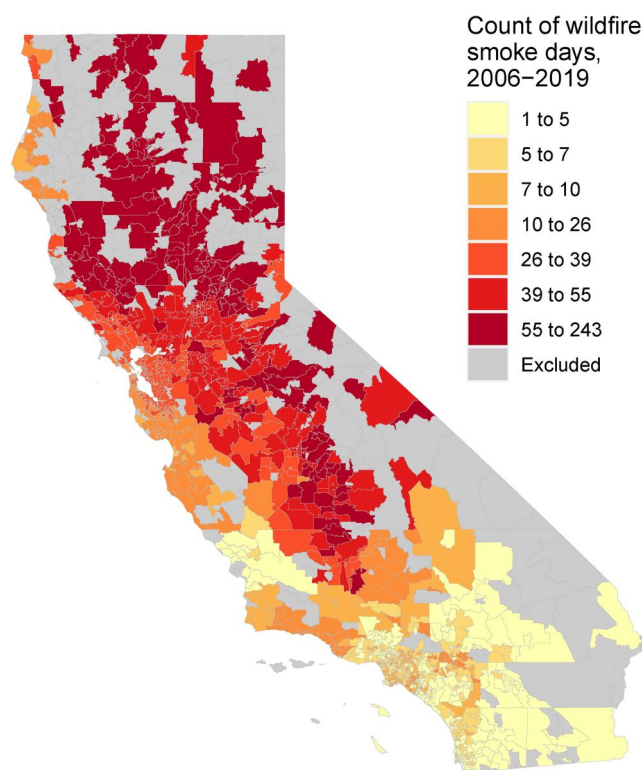 Count of wildfire
smoke days,
2006−2019
1 to 5
5 to 7
7 to 10
10 to 26
26 to 39
39 to 55
55 to 243
Excluded